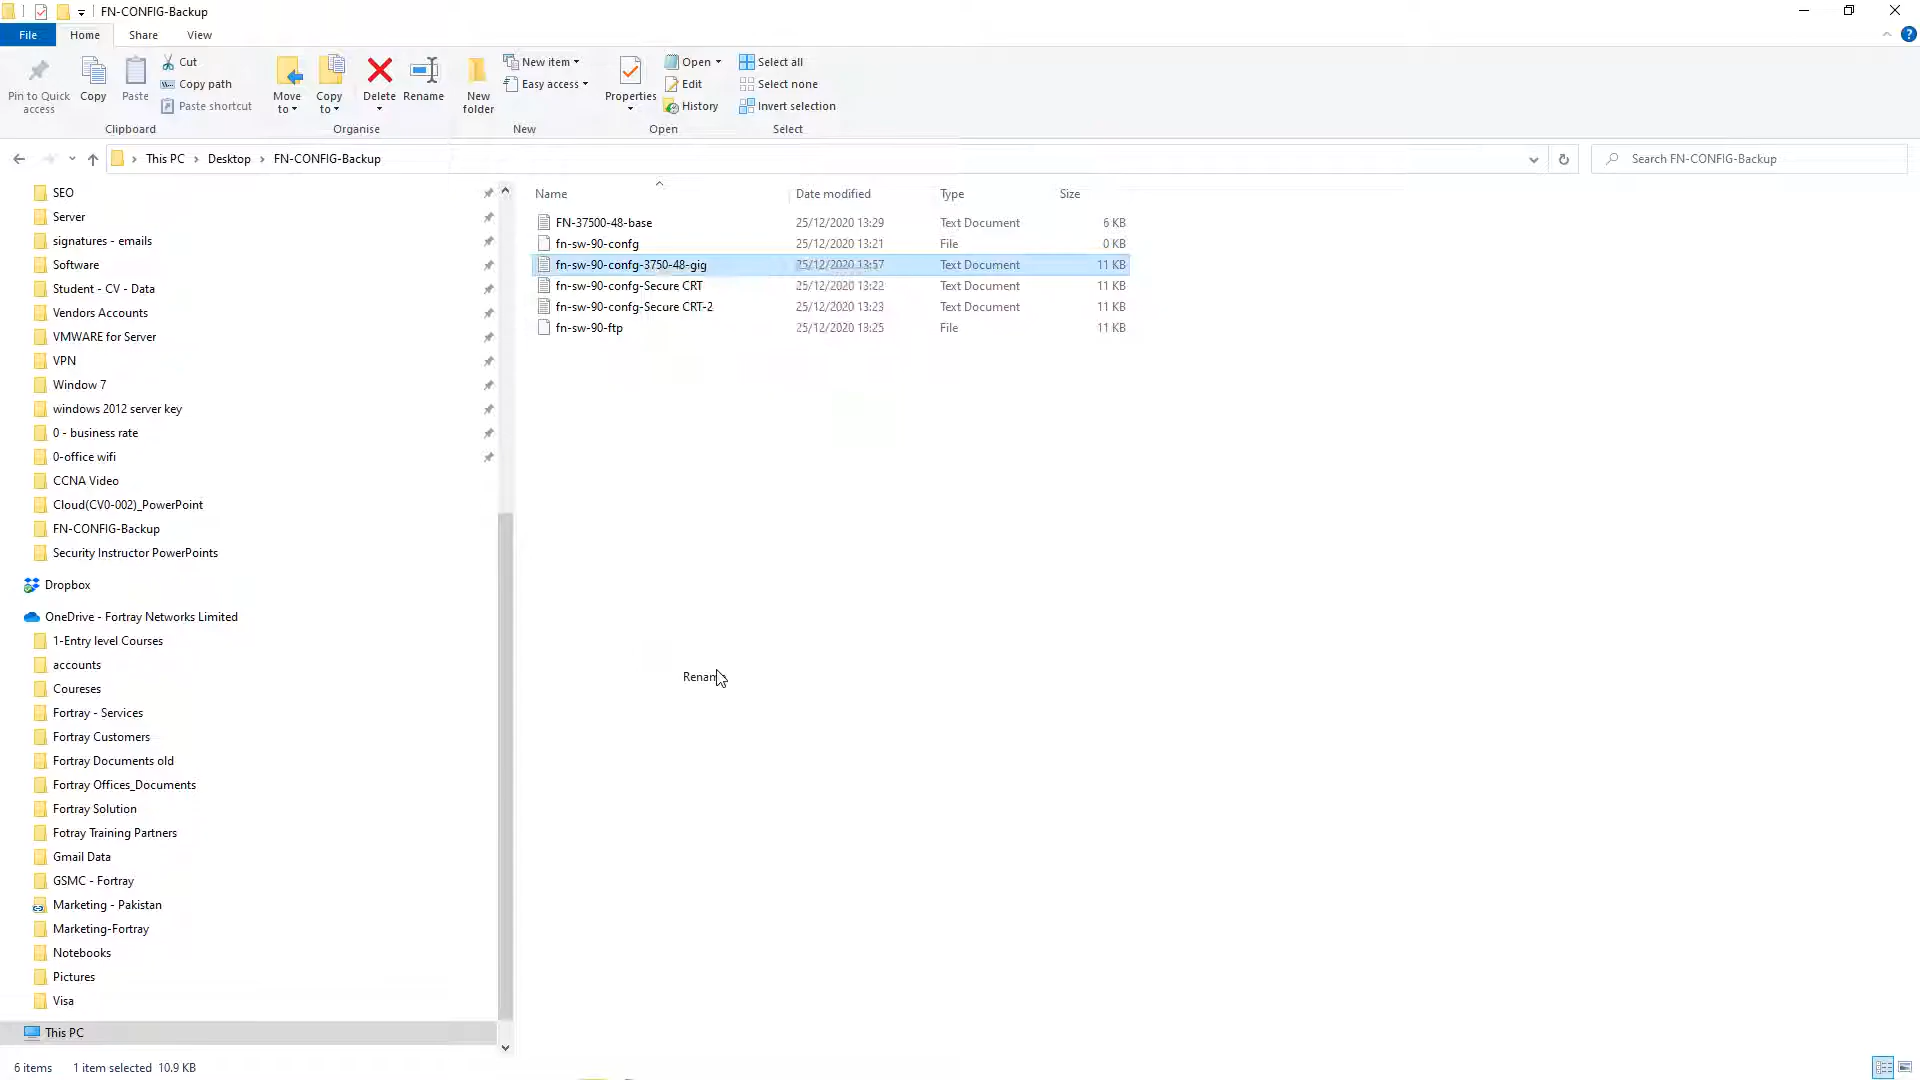 FN-CONFIG-Backup
File Home Share View
Pin to Quick access
Copy
Paste
Cut
Copy path
Paste shortcut
Clipboard
Move to
Copy to
Delete
Rename
Organise
New folder
New item
Easy access
New
Properties
Open
Edit
History
Open
Select all
Select none
Invert selection
Select
This PC > Desktop > FN-CONFIG-Backup
Search FN-CONFIG-Backup
SEO
Server
signatures - emails
Software
Student - CV - Data
Vendors Accounts
VMWARE for Server
VPN
Window 7
windows 2012 server key
0 - business rate
0-office wifi
CCNA Video
Cloud(CV0-002)_PowerPoint
FN-CONFIG-Backup
Security Instructor PowerPoints
Dropbox
OneDrive - Fortray Networks Limited
1-Entry level Courses
accounts
Coureses
Fortray - Services
Fortray Customers
Fortray Documents old
Fortray Offices_Documents
Fortray Solution
Fotray Training Partners
Gmail Data
GSMC - Fortray
Marketing - Pakistan
Marketing-Fortray
Notebooks
Pictures
Visa
This PC
Name Date modified Type Size
FN-37500-48-base 25/12/2020 13:29 Text Document 6 KB
fn-sw-90-confg 25/12/2020 13:21 File 0 KB
fn-sw-90-confg-3750-48-gig 25/12/2020 13:57 Text Document 11 KB
fn-sw-90-confg-Secure CRT 25/12/2020 13:22 Text Document 11 KB
fn-sw-90-confg-Secure CRT-2 25/12/2020 13:23 Text Document 11 KB
fn-sw-90-ftp 25/12/2020 13:25 File 11 KB
6 items 1 item selected 10.9 KB